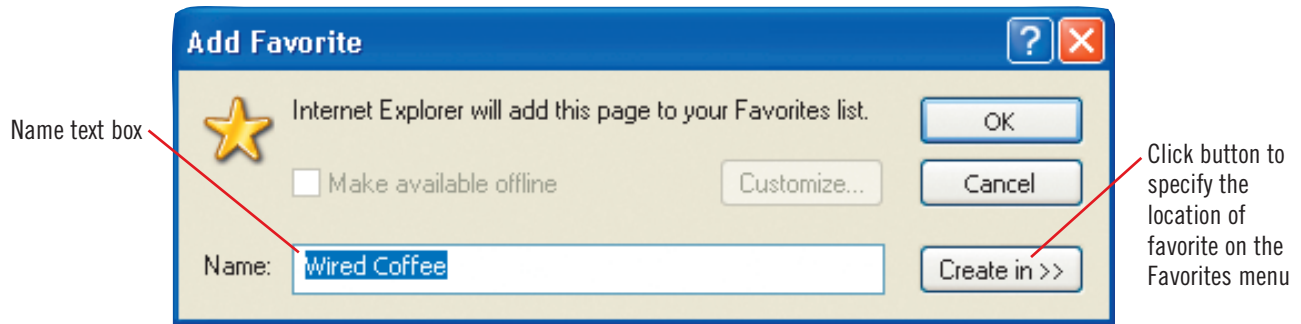 Add Favorite
Internet Explorer will add this page to your Favorites list.
OK
Name text box
Make available offline
Customize...
Cancel
Click button to
specify the
location of
favorite on the
Favorites menu
Name:
Wired Coffee
Create in >>